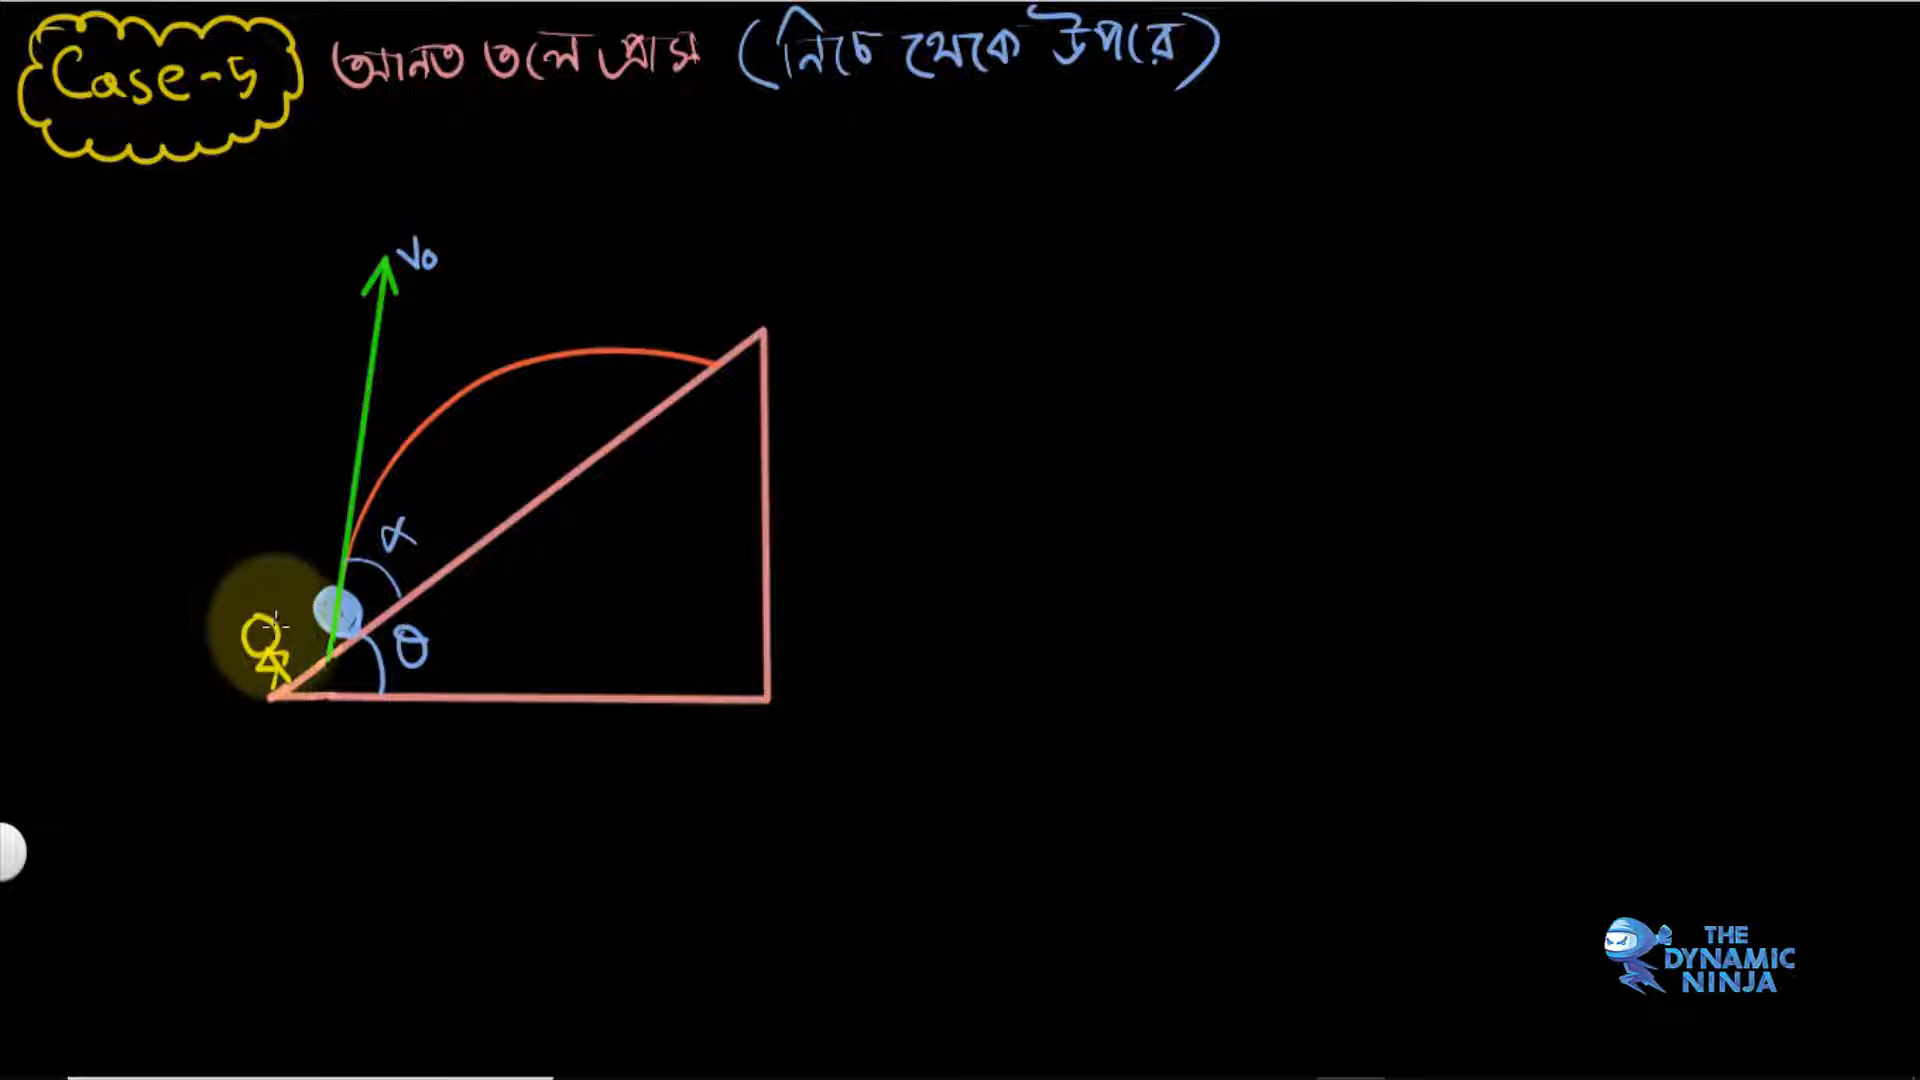 Case-5 আনত তলে প্রাস (নিচে থেকে উপরে)
v₀
α
θ
THE
DYNAMIC
NINJA